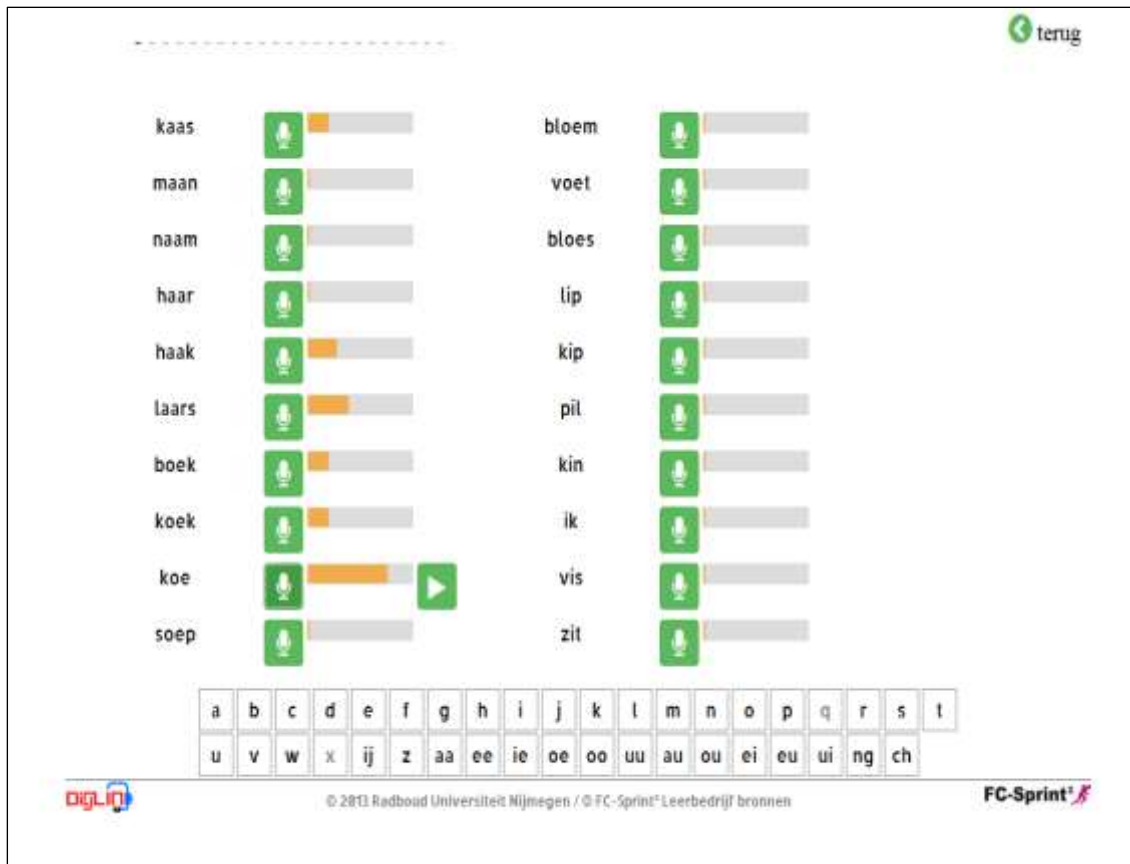 terug
kaas
maan
naam
haar
haak
laars
boek
koek
koe
soep
bloem
voet
bloes
lip
kip
pil
kin
ik
vis
zit
a b c d e f g h i j k l m n o p q r s t
u v w x ij z aa ee ie oe oo uu au ou ei eu ui ng ch
DigLin
© 2013 Radboud Universiteit Nijmegen / © FC-Sprint² Leerbedrijf bronnen
FC-Sprint²